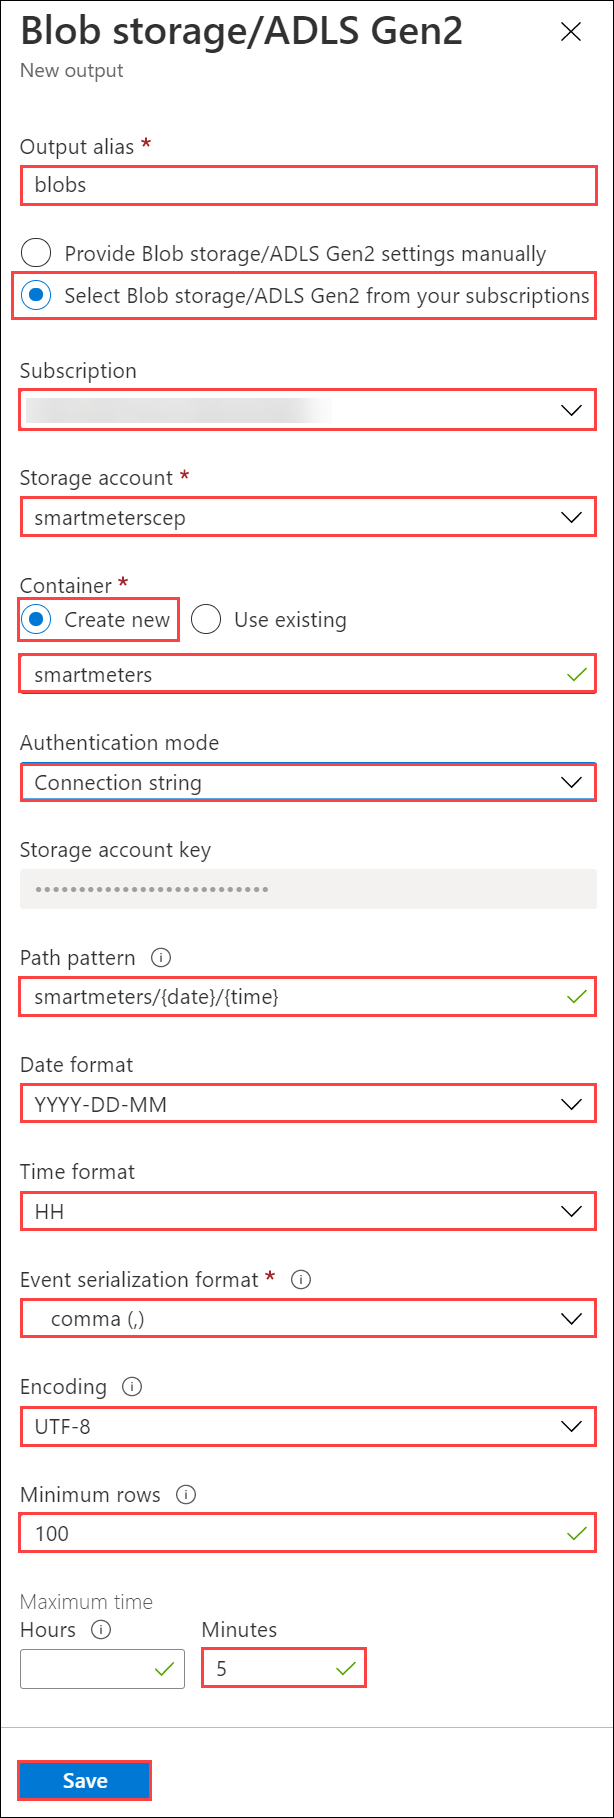 Blob storage/ADLS Gen2
New output
Output alias *
blobs
Provide Blob storage/ADLS Gen2 settings manually
Select Blob storage/ADLS Gen2 from your subscriptions
Subscription
Storage account *
smartmeterscep
Container *
Create new Use existing
smartmeters
Authentication mode
Connection string
Storage account key
•••••••••••••••••••••••••••
Path pattern
smartmeters/{date}/{time}
Date format
YYYY-DD-MM
Time format
HH
Event serialization format *
comma (,)
Encoding
UTF-8
Minimum rows
100
Maximum time
Hours Minutes
5
Save